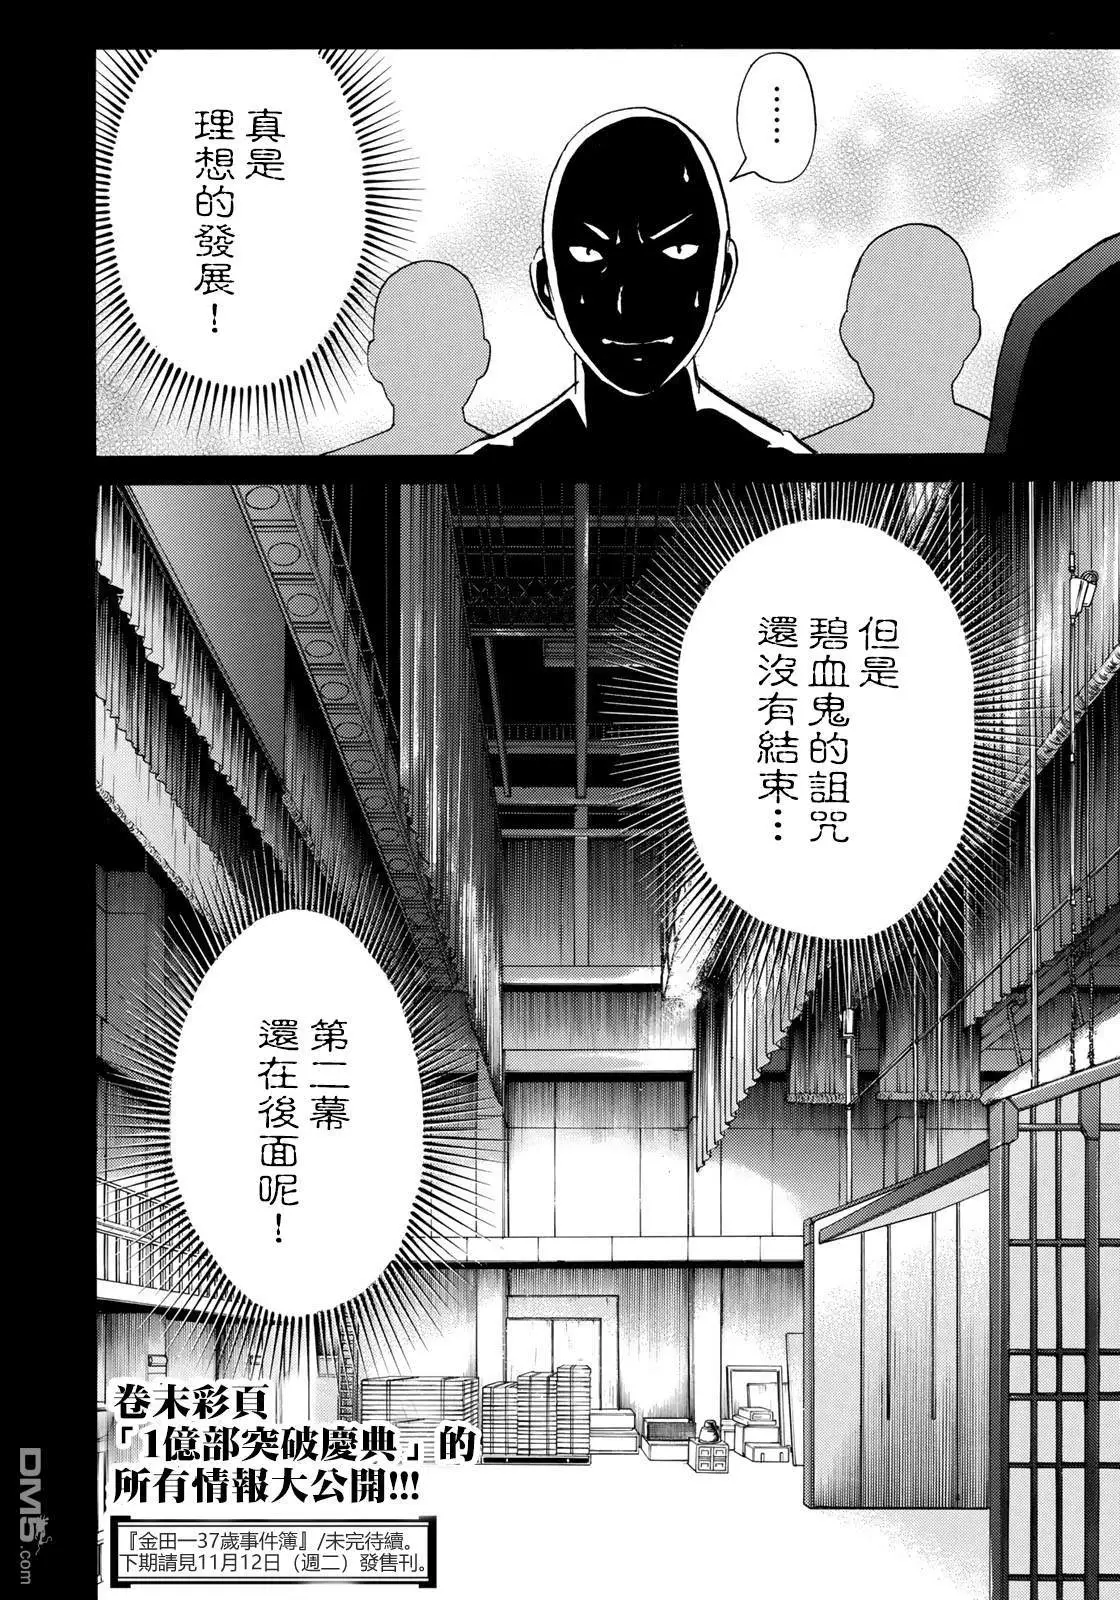 ……
真是
理想的發展！
但是
碧血鬼的詛咒
還沒有結束…
第二幕
還在後面呢！
卷末彩頁
「1億部突破慶典」的
所有情報大公開!!!
『金田一37歲事件簿』/未完待續。
下期請見11月12日（週二）發售刊。
DM5
.com